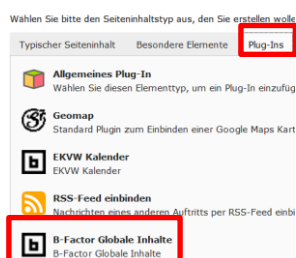 Wählen Sie bitte den Seiteninhaltstyp aus, den Sie erstellen wolle
Typischer Seiteninhalt Besondere Elemente Plug-Ins
Allgemeines Plug-In
Wählen Sie diesen Elementtyp, um ein Plug-In einzufüg
Geomap
Standard Plugin zum Einbinden einer Google Maps Kart
EKVW Kalender
EKVW Kalender
RSS-Feed einbinden
Nachrichten eines anderen Auftritts per RSS-Feed einbi
B-Factor Globale Inhalte
B-Factor Globale Inhalte